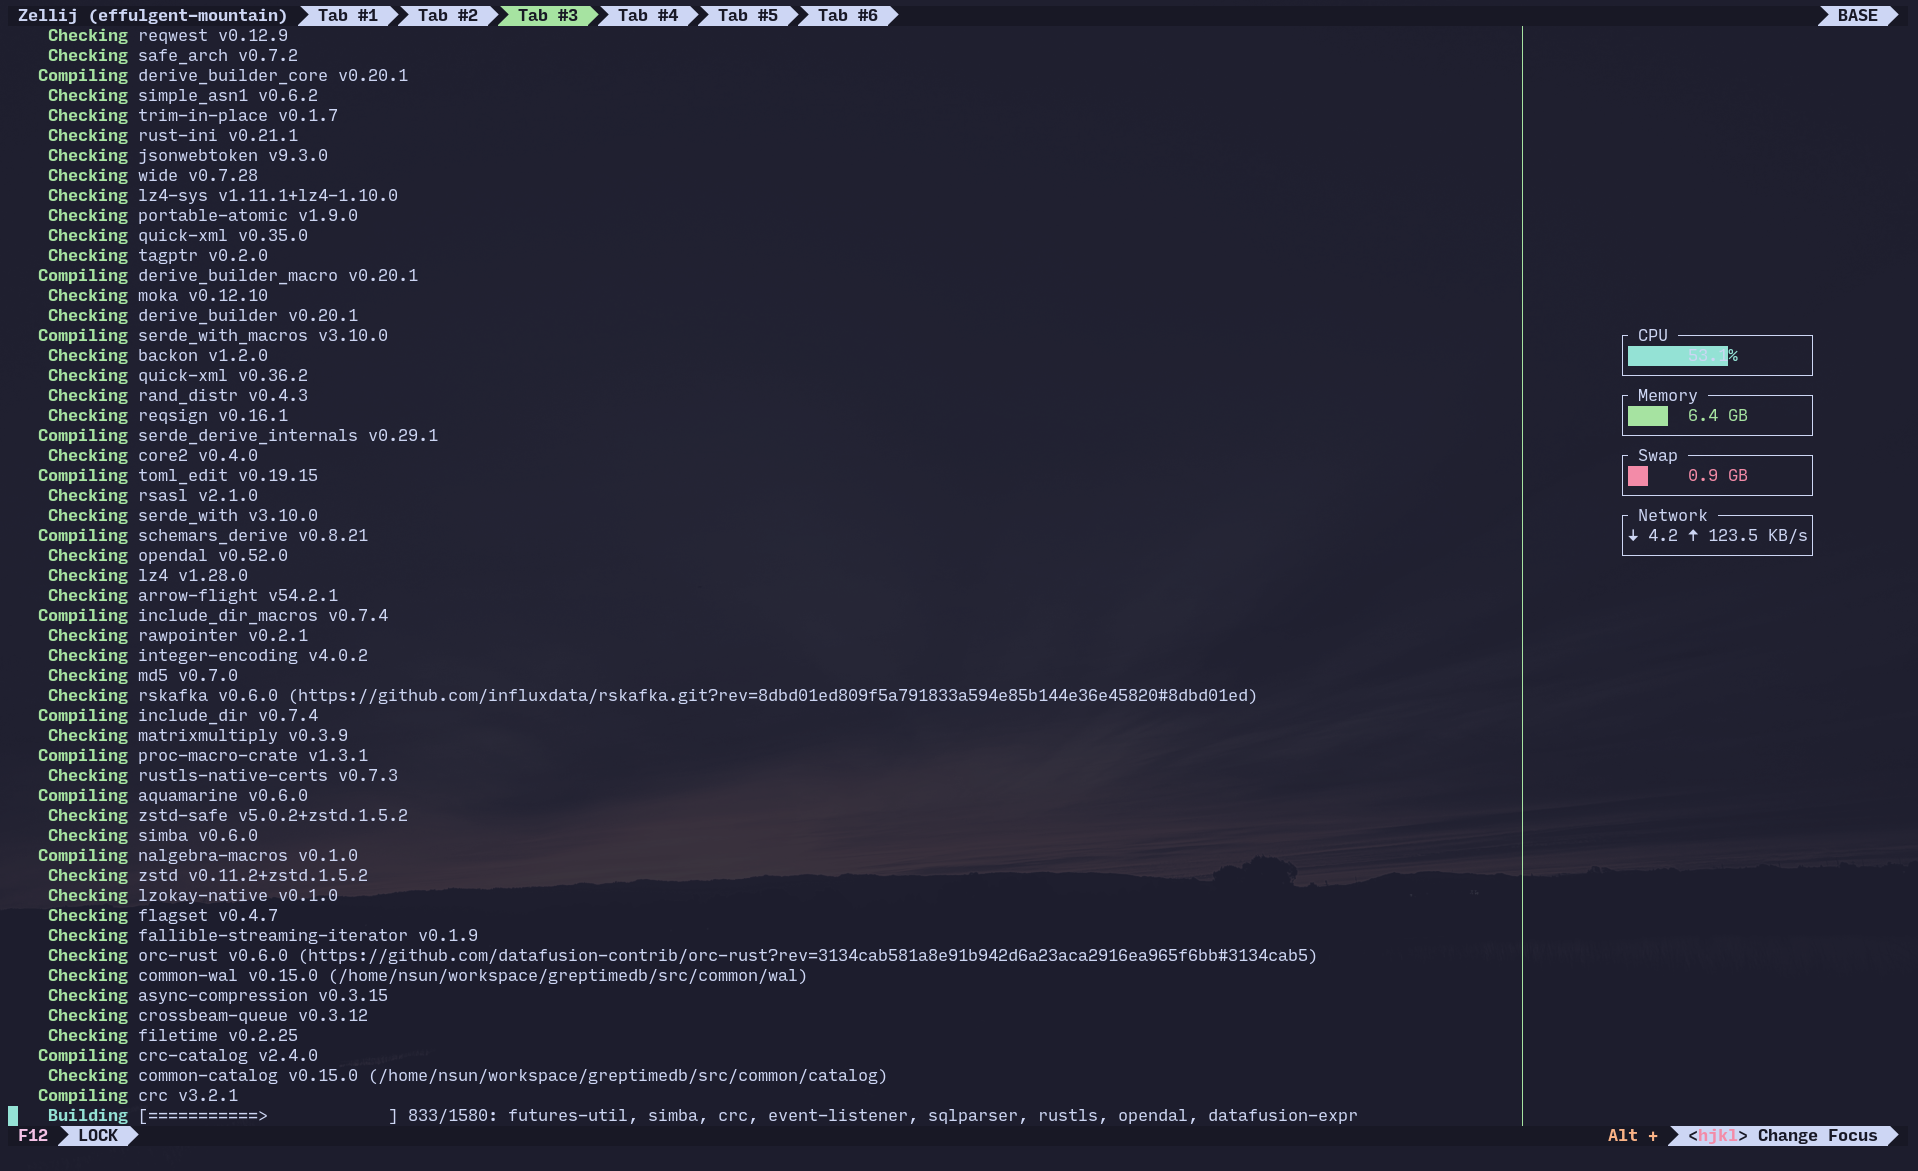 Zellij (effulgent-mountain) Tab #1 Tab #2 Tab #3 Tab #4 Tab #5 Tab #6 BASE
Checking reqwest v0.12.9
Checking safe_arch v0.7.2
Compiling derive_builder_core v0.20.1
Checking simple_asn1 v0.6.2
Checking trim-in-place v0.1.7
Checking rust-ini v0.21.1
Checking jsonwebtoken v9.3.0
Checking wide v0.7.28
Checking lz4-sys v1.11.1+lz4-1.10.0
Checking portable-atomic v1.9.0
Checking quick-xml v0.35.0
Checking tagptr v0.2.0
Compiling derive_builder_macro v0.20.1
Checking moka v0.12.10
Checking derive_builder v0.20.1
Compiling serde_with_macros v3.10.0
Checking backon v1.2.0
Checking quick-xml v0.36.2
Checking rand_distr v0.4.3
Checking reqsign v0.16.1
Compiling serde_derive_internals v0.29.1
Checking core2 v0.4.0
Compiling toml_edit v0.19.15
Checking rsasl v2.1.0
Checking serde_with v3.10.0
Compiling schemars_derive v0.8.21
Checking opendal v0.52.0
Checking lz4 v1.28.0
Checking arrow-flight v54.2.1
Compiling include_dir_macros v0.7.4
Checking rawpointer v0.2.1
Checking integer-encoding v4.0.2
Checking md5 v0.7.0
Checking rskafka v0.6.0 (https://github.com/influxdata/rskafka.git?rev=8dbd01ed809f5a791833a594e85b144e36e45820#8dbd01ed)
Compiling include_dir v0.7.4
Checking matrixmultiply v0.3.9
Compiling proc-macro-crate v1.3.1
Checking rustls-native-certs v0.7.3
Compiling aquamarine v0.6.0
Checking zstd-safe v5.0.2+zstd.1.5.2
Checking simba v0.6.0
Compiling nalgebra-macros v0.1.0
Checking zstd v0.11.2+zstd.1.5.2
Checking lzokay-native v0.1.0
Checking flagset v0.4.7
Checking fallible-streaming-iterator v0.1.9
Checking orc-rust v0.6.0 (https://github.com/datafusion-contrib/orc-rust?rev=3134cab581a8e91b942d6a23aca2916ea965f6bb#3134cab5)
Checking common-wal v0.15.0 (/home/nsun/workspace/greptimedb/src/common/wal)
Checking async-compression v0.3.15
Checking crossbeam-queue v0.3.12
Checking filetime v0.2.25
Compiling crc-catalog v2.4.0
Checking common-catalog v0.15.0 (/home/nsun/workspace/greptimedb/src/common/catalog)
Compiling crc v3.2.1
Building [===========>            ] 833/1580: futures-util, simba, crc, event-listener, sqlparser, rustls, opendal, datafusion-expr
CPU
Memory
6.4 GB
Swap
0.9 GB
Network
↓ 4.2 ↑ 123.5 KB/s
F12 LOCK Alt + <hjkl> Change Focus